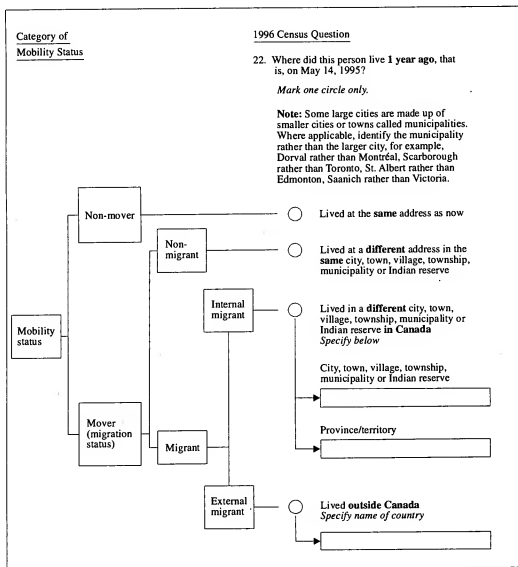 Category of
Mobility Status
1996 Census Question
22. Where did this person live 1 year ago, that
is, on May 14, 1995?
Mark one circle only.
Note: Some large cities are made up of
smaller cities or towns called municipalities.
Where applicable, identify the municipality
rather than the larger city, for example,
Dorval rather than Montréal, Scarborough
rather than Toronto, St. Albert rather than
Edmonton, Saanich rather than Victoria.
Non-mover
Lived at the same address as now
Non-
migrant
Lived at a different address in the
same city, town, village, township,
municipality or Indian reserve
Internal
migrant
Lived in a different city, town,
village, township, municipality or
Indian reserve in Canada
Specify below
Mobility
status
City, town, village, township,
municipality or Indian reserve
Mover
(migration
status)
Migrant
Province/territory
External
migrant
Lived outside Canada
Specify name of country